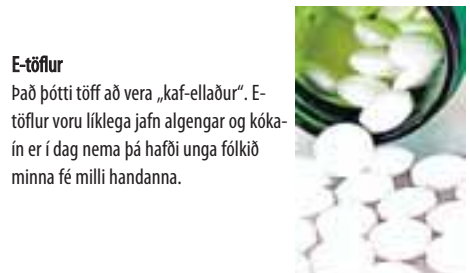 E-töflur
Það þótti töff að vera „kaf-ellaður“. E-
töflur voru líklega jafn algengar og kóka-
ín er í dag nema þá hafði unga fólkið
minna fé milli handanna.